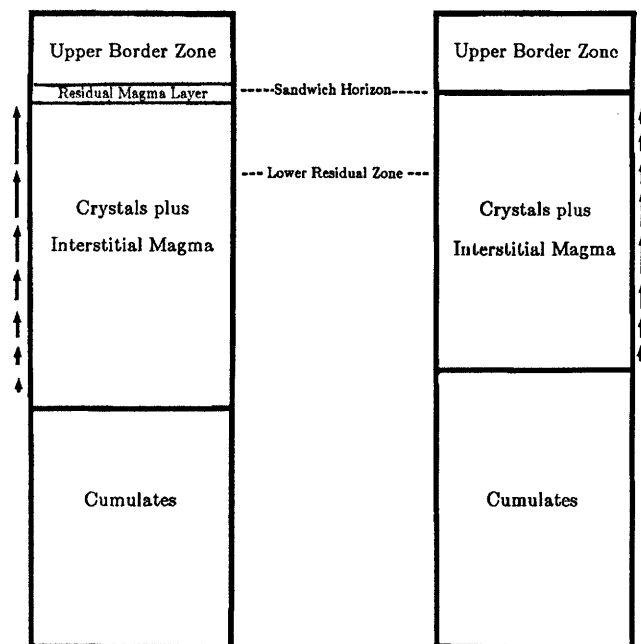 Upper Border Zone
Residual Magma Layer
Crystals plus
Interstitial Magma
Cumulates
-----Sandwich Horizon-----
--- Lower Residual Zone ---
Upper Border Zone
Crystals plus
Interstitial Magma
Cumulates